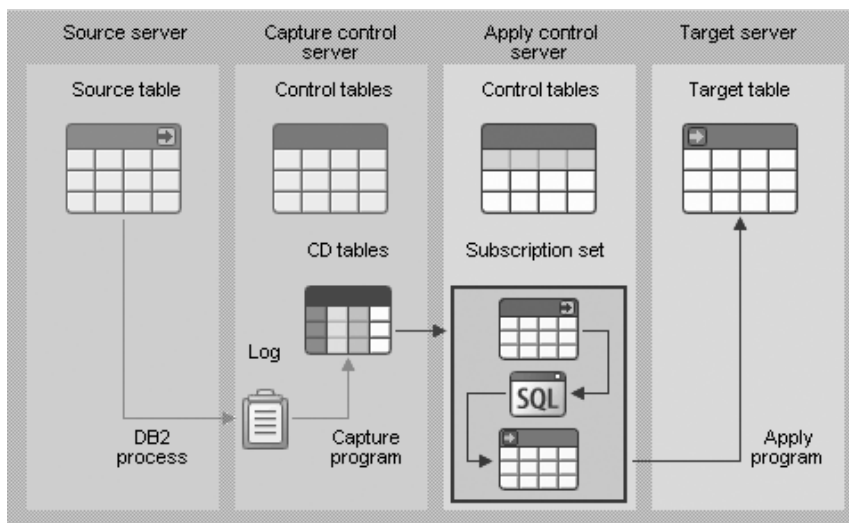 Source server
Capture control
server
Apply control
server
Target server
Source table
Control tables
Control tables
Target table
CD tables
Subscription set
Log
SQL
DB2
process
Capture
program
Apply
program